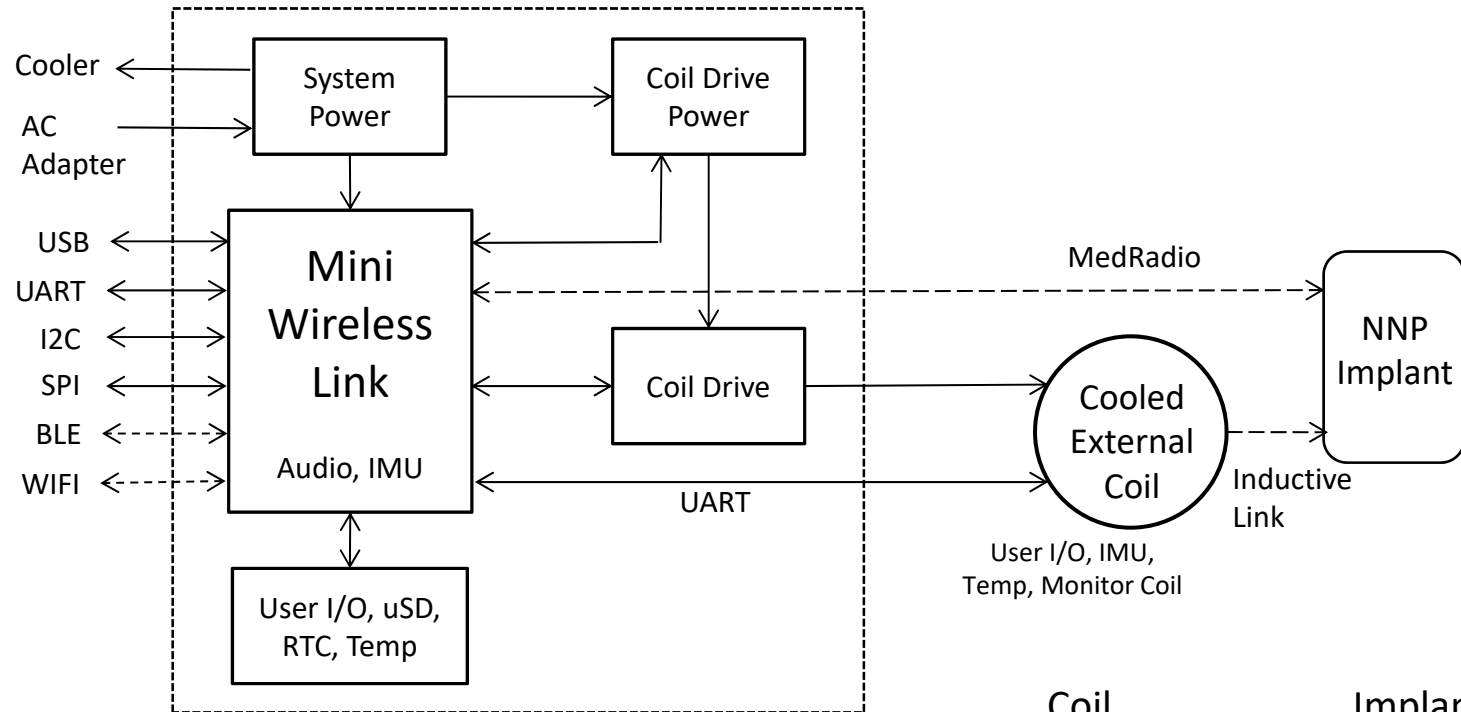 Cooler
AC
Adapter
USB
UART
I2C
SPI
BLE
WIFI
System
Power
Coil Drive
Power
Mini
Wireless
Link
Audio, IMU
User I/O, uSD,
RTC, Temp
Coil Drive
UART
MedRadio
Cooled
External
Coil
User I/O, IMU,
Temp, Monitor Coil
Inductive
Link
NNP
Implant
Coil